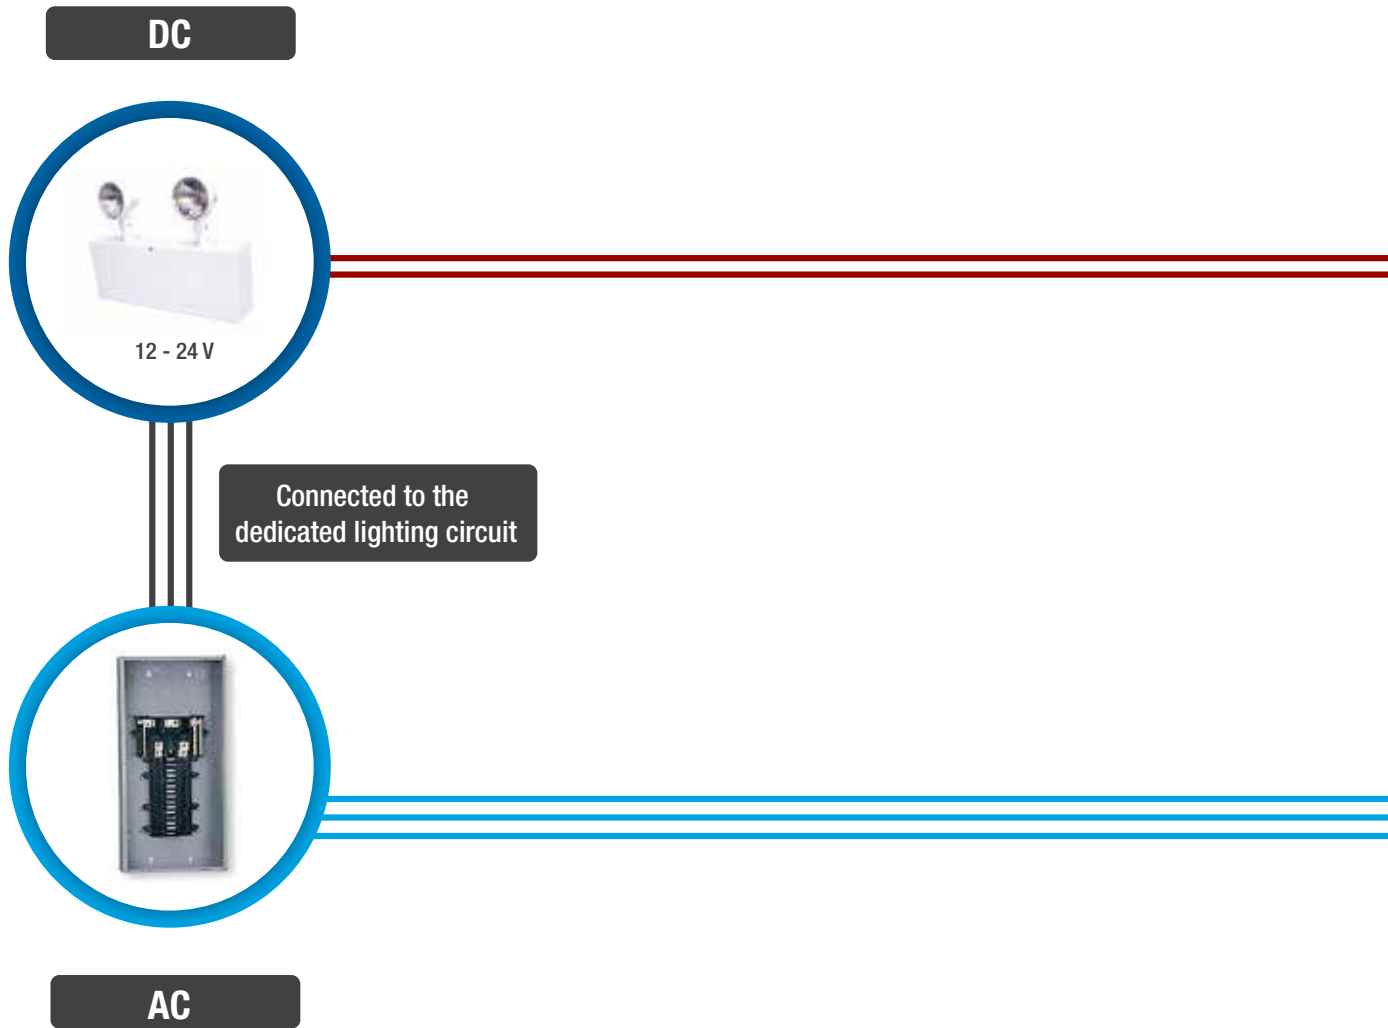 DC
12 - 24 V
Connected to the
dedicated lighting circuit
AC